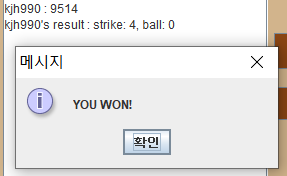 kjh990 : 9514
kjh990's result : strike: 4, ball: 0
메시지
YOU WON!
확인